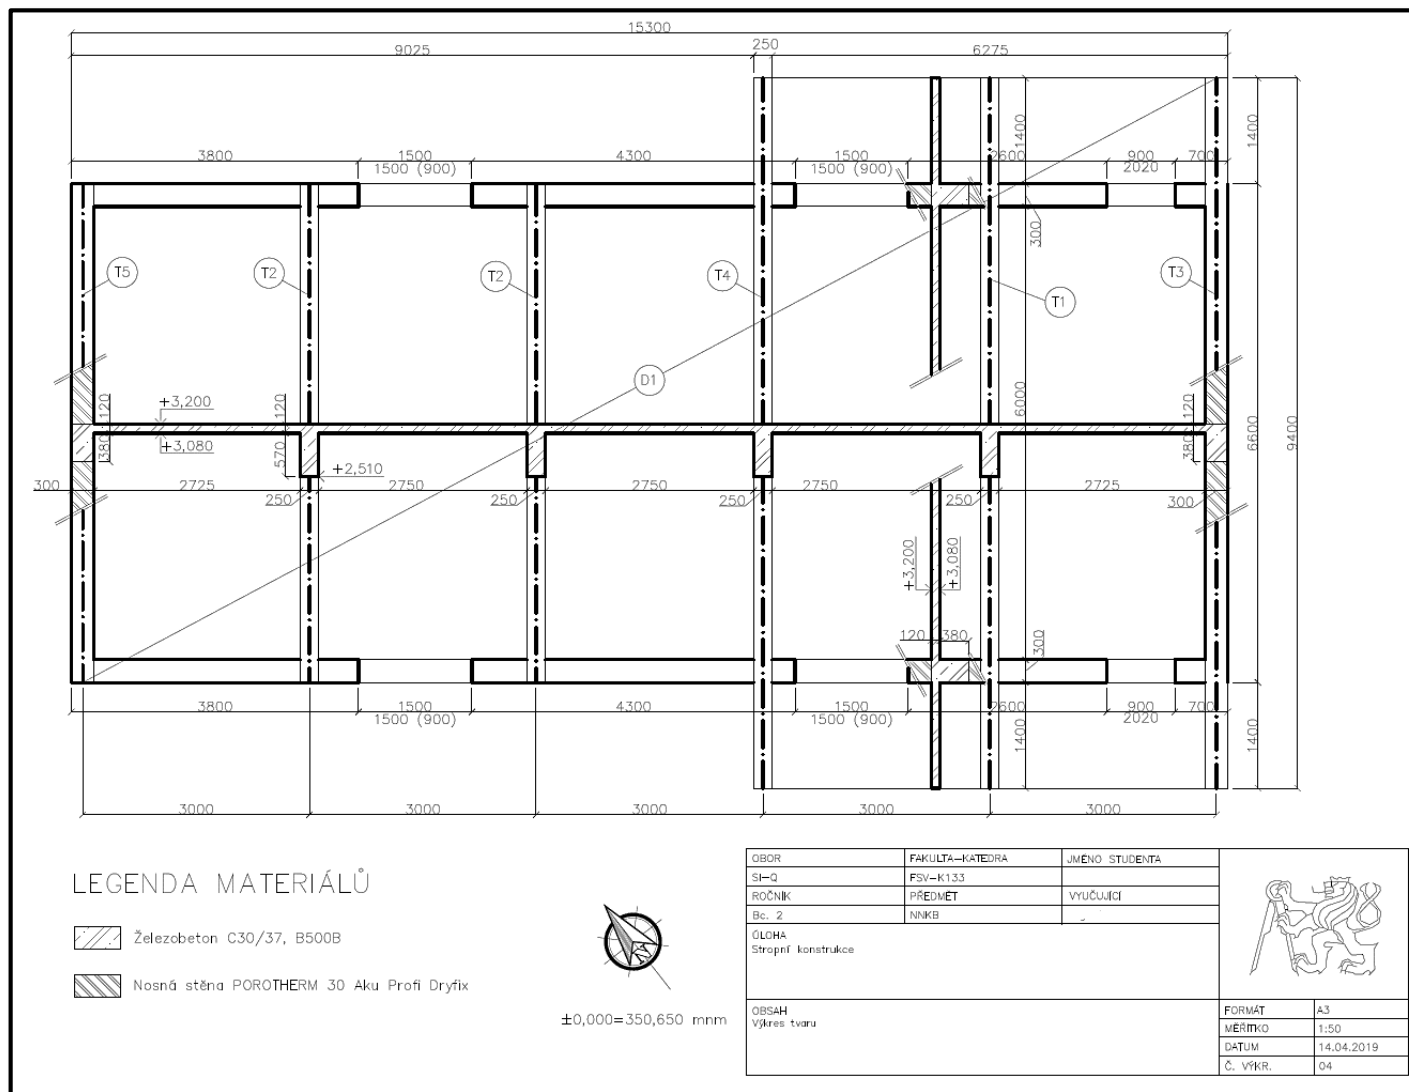 15300
9025
250
6275
3800
1500
1500 (900)
4300
1500
1500 (900)
2600
900
2020
700
1400
1400
300
T5
T2
T2
T4
T1
T3
D1
+3,200
+3,080
120
380
120
570
+2,510
6000
120
380
6600
9400
300
2725
250
2750
250
2750
250
2750
250
2725
300
+3,200
+3,080
120
380
300
3800
1500
1500 (900)
4300
1500
1500 (900)
2600
900
2020
700
1400
1400
3000
3000
3000
3000
3000
LEGENDA MATERIÁLŮ
Železobeton C30/37, B500B
Nosná stěna POROTHERM 30 Aku Profi Dryfix
±0,000=350,650 mnm
OBOR
FAKULTA-KATEDRA
JMÉNO STUDENTA
SI-Q
FSV-K133
ROČNÍK
PŘEDMĚT
VYUČUJÍCÍ
Bc. 2
NNKB
ÚLOHA
Stropní konstrukce
OBSAH
Výkres tvaru
FORMÁT
A3
MĚŘÍTKO
1:50
DATUM
14.04.2019
Č. VÝKR.
04